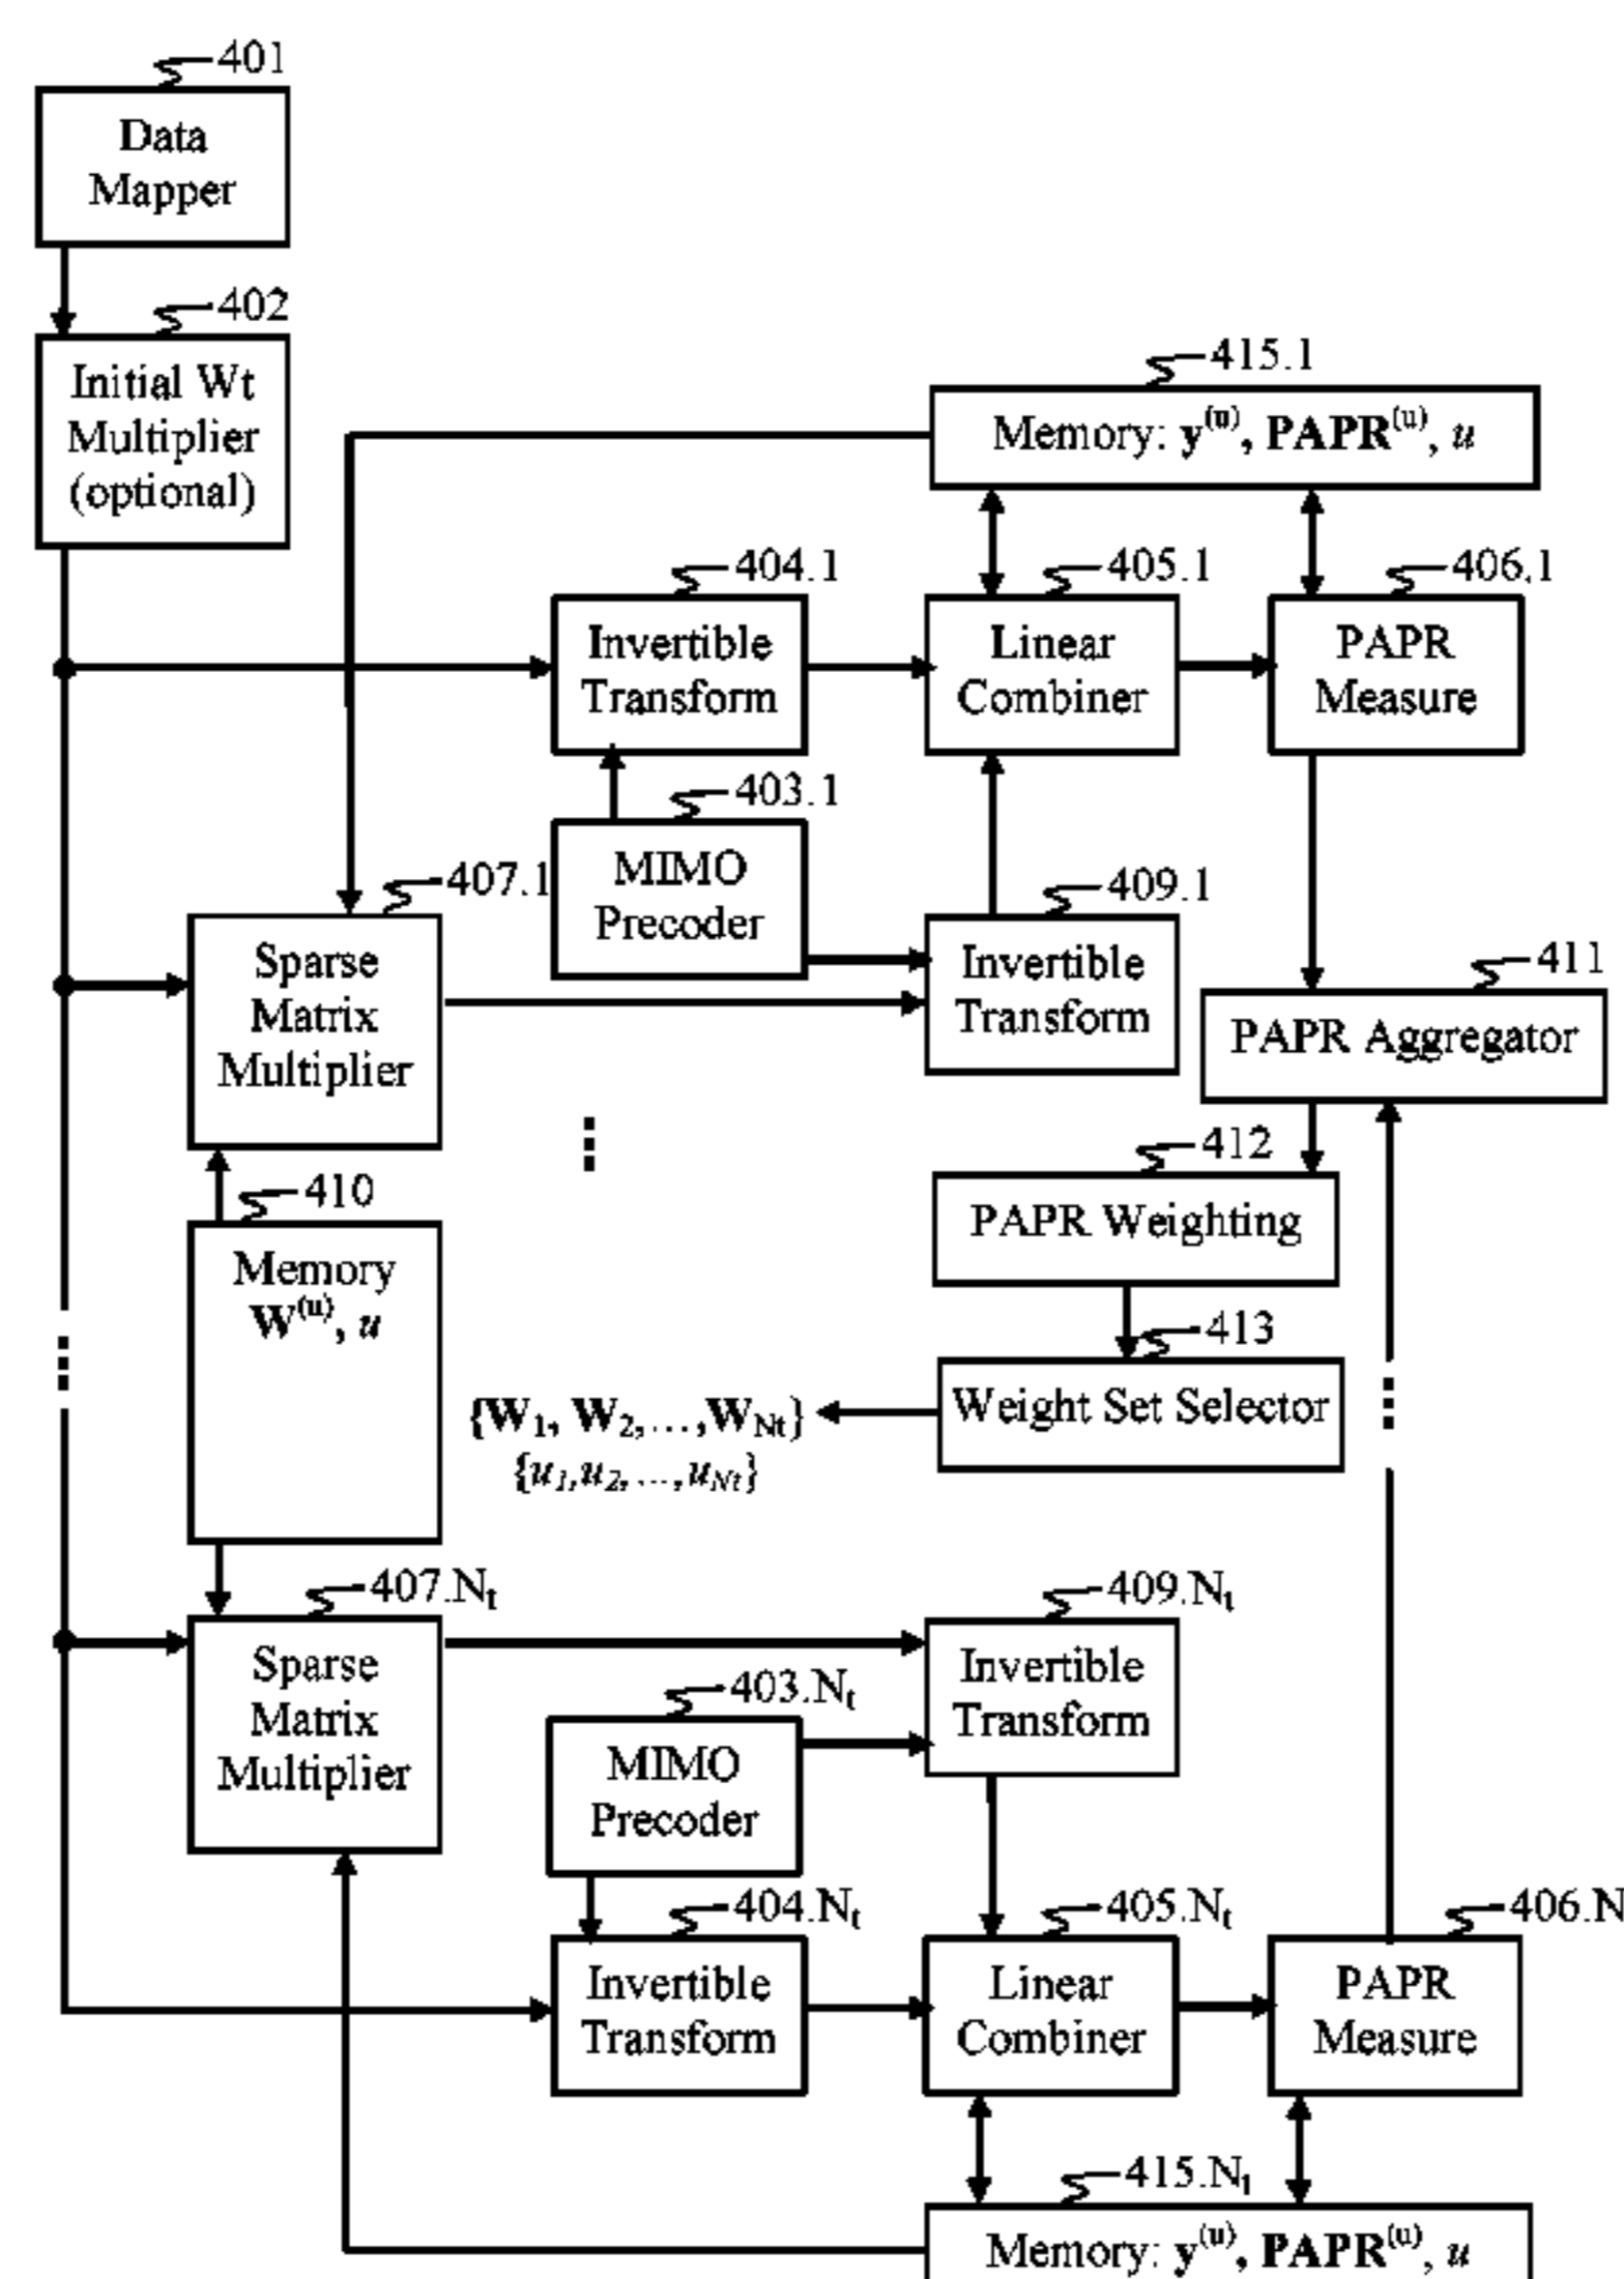 401
Data
Mapper
402
Initial Wt
Multiplier
(optional)
415.1
Memory: y(u), PAPR(u), u
404.1
405.1
406.1
Invertible
Transform
Linear
Combiner
PAPR
Measure
403.1
MIMO
Precoder
407.1
Sparse
Matrix
Multiplier
409.1
Invertible
Transform
411
PAPR Aggregator
412
PAPR Weighting
410
Memory
W(u), u
413
Weight Set Selector
{W1, W2,...,WNt}
{u1,u2,...,uNt}
407.Nt
Sparse
Matrix
Multiplier
409.Nt
Invertible
Transform
403.Nt
MIMO
Precoder
404.Nt
405.Nt
406.N
Invertible
Transform
Linear
Combiner
PAPR
Measure
415.Nt
Memory: y(u), PAPR(u), u